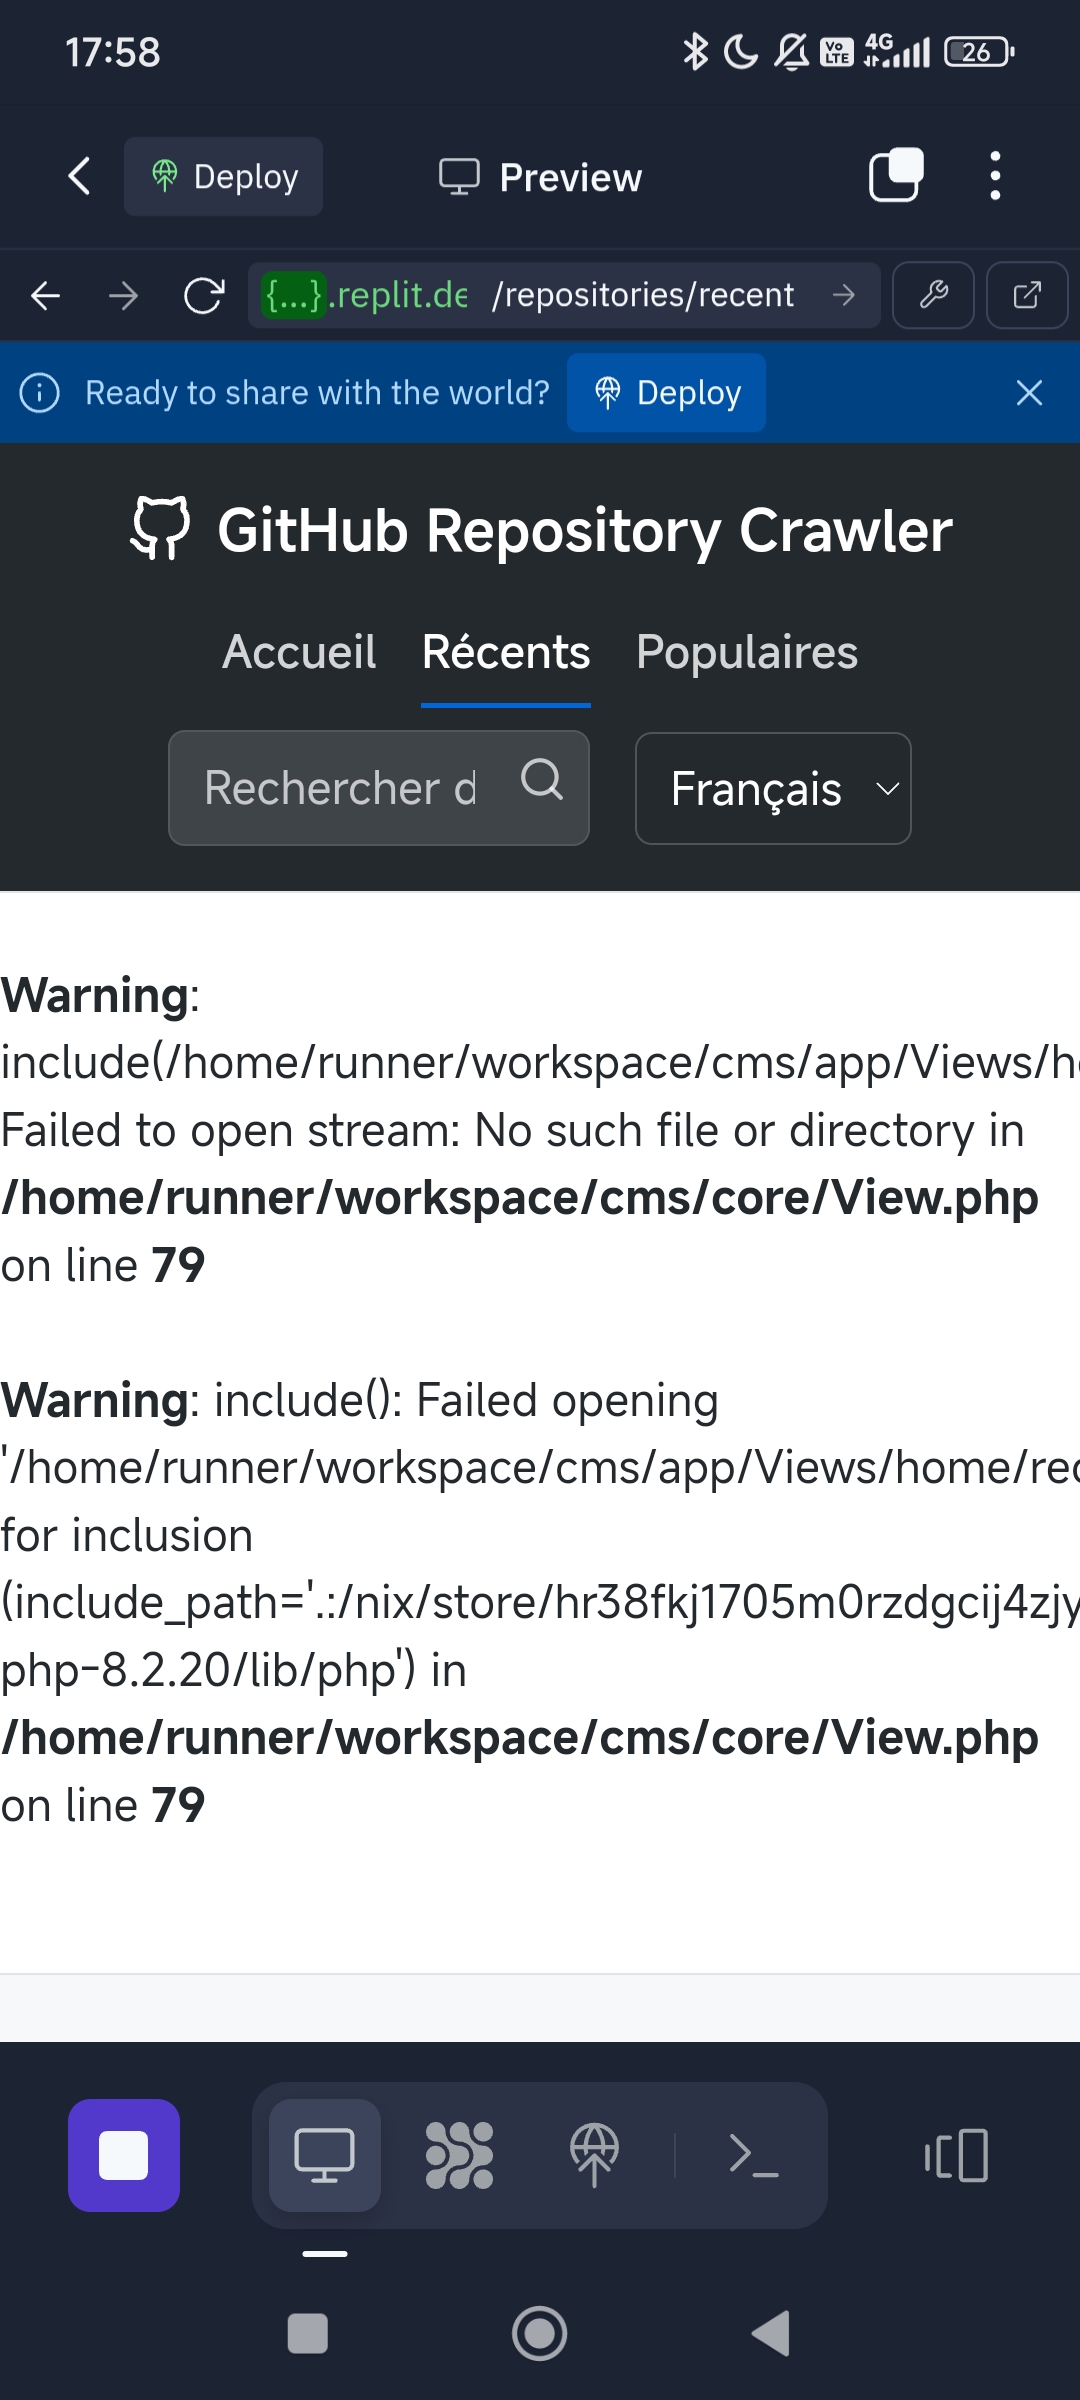 17:58
Vo LTE 4G 26
Deploy Preview
{...}.replit.de /repositories/recent
Ready to share with the world? Deploy
GitHub Repository Crawler
Accueil Récents Populaires
Rechercher d Français
Warning:
include(/home/runner/workspace/cms/app/Views/h
Failed to open stream: No such file or directory in
/home/runner/workspace/cms/core/View.php
on line 79
Warning: include(): Failed opening
'/home/runner/workspace/cms/app/Views/home/rec
for inclusion
(include_path='.:/nix/store/hr38fkj1705m0rzdgcij4zjy
php-8.2.20/lib/php') in
/home/runner/workspace/cms/core/View.php
on line 79